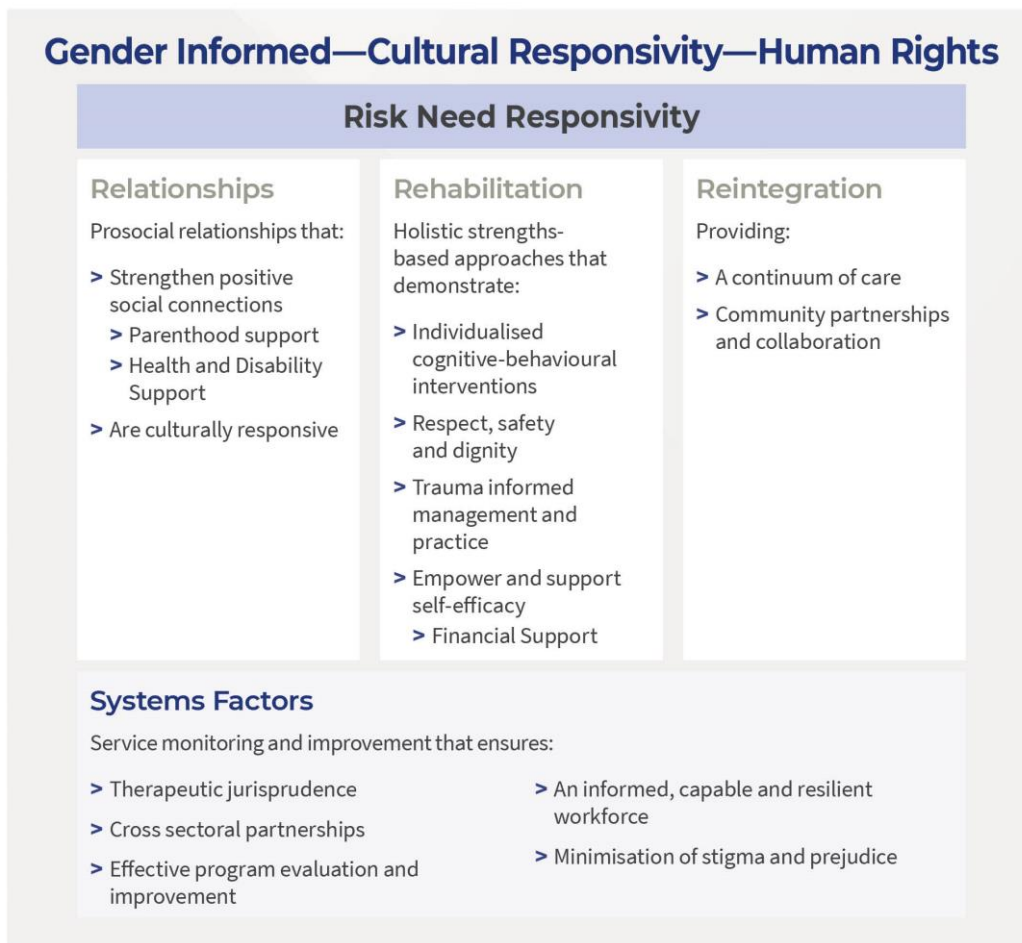 Gender Informed—Cultural Responsivity—Human Rights
Risk Need Responsivity
Relationships
Prosocial relationships that:
> Strengthen positive
social connections
> Parenthood support
> Health and Disability
Support
> Are culturally responsive
Rehabilitation
Holistic strengths-
based approaches that
demonstrate:
> Individualised
cognitive-behavioural
interventions
> Respect, safety
and dignity
> Trauma informed
management and
practice
> Empower and support
self-efficacy
> Financial Support
Reintegration
Providing:
> A continuum of care
> Community partnerships
and collaboration
Systems Factors
Service monitoring and improvement that ensures:
> Therapeutic jurisprudence
> Cross sectoral partnerships
> Effective program evaluation and
improvement
> An informed, capable and resilient
workforce
> Minimisation of stigma and prejudice